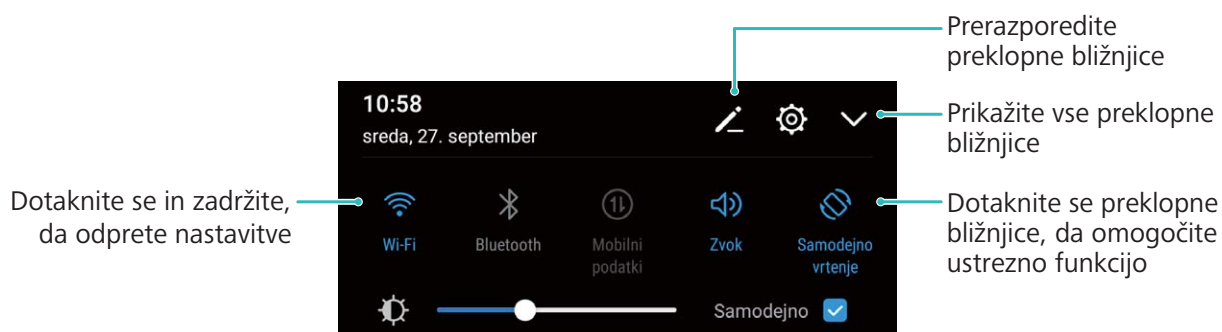 Prerazporedite
preklopne bližnjice
10:58
sreda, 27. september
Prikažite vse preklopne
bližnjice
Dotaknite se in zadržite,
da odprete nastavitve
Wi-Fi
Bluetooth
Mobilni
podatki
Zvok
Samodejno
vrtenje
Dotaknite se preklopne
bližnjice, da omogočite
ustrezno funkcijo
Samodejno